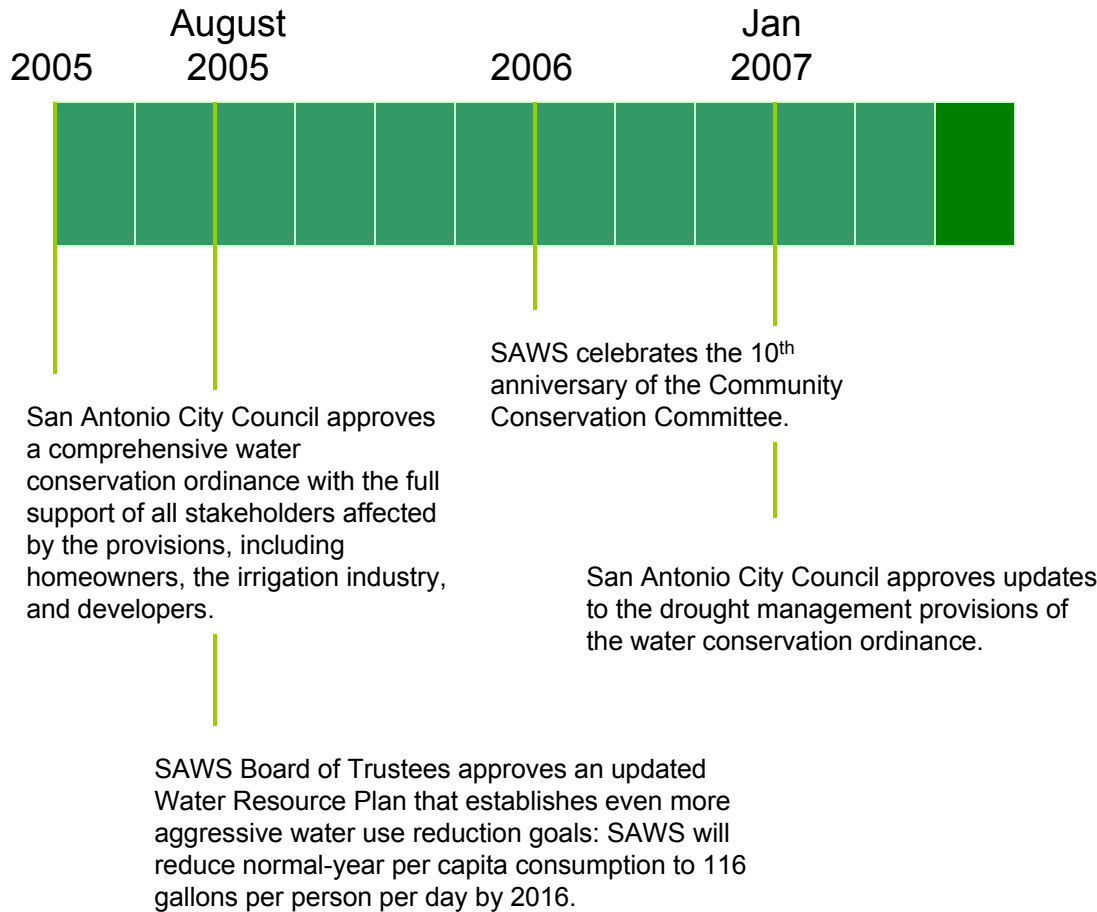 August
Jan
2005
2005
2006
2007
SAWS celebrates the 10th
anniversary of the Community
Conservation Committee.
San Antonio City Council approves
a comprehensive water
conservation ordinance with the full
support of all stakeholders affected
by the provisions, including
homeowners, the irrigation industry,
and developers.
San Antonio City Council approves updates
to the drought management provisions of
the water conservation ordinance.
SAWS Board of Trustees approves an updated
Water Resource Plan that establishes even more
aggressive water use reduction goals: SAWS will
reduce normal-year per capita consumption to 116
gallons per person per day by 2016.